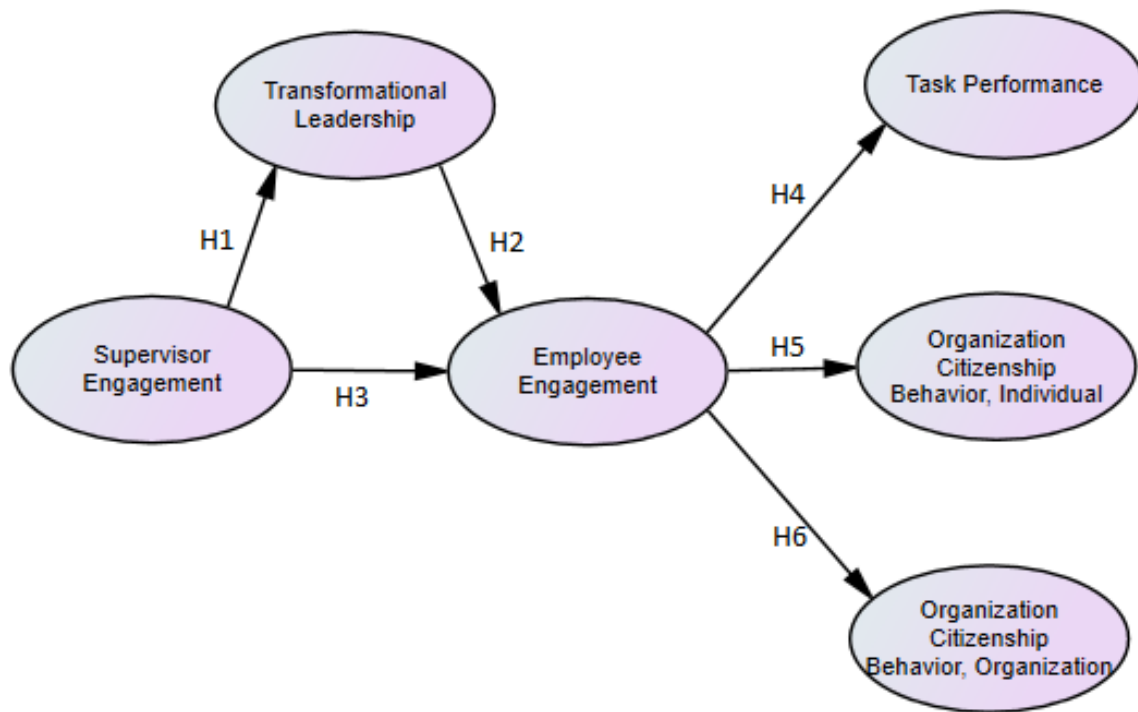 Transformational
Leadership
Task Performance
H1
H2
H4
Supervisor
Engagement
H3
Employee
Engagement
H5
Organization
Citizenship
Behavior, Individual
H6
Organization
Citizenship
Behavior, Organization